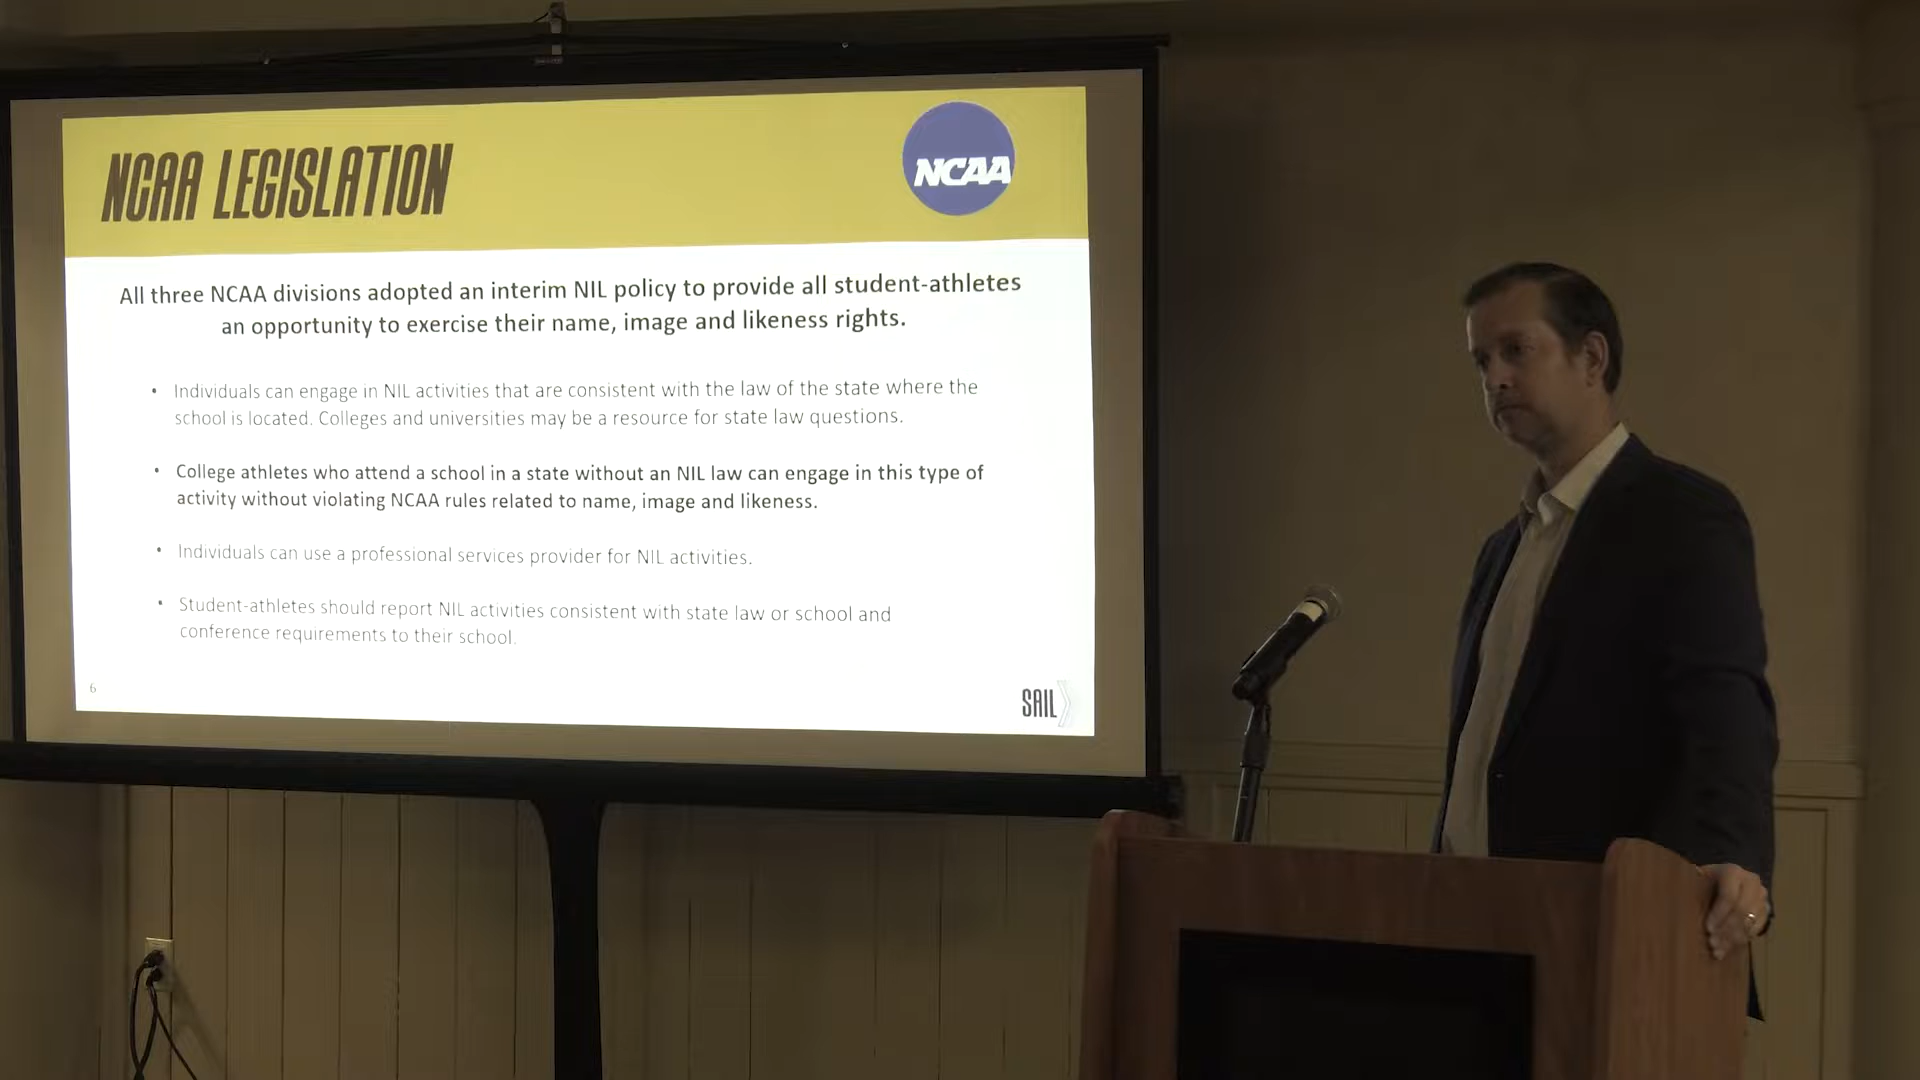 NCAA LEGISLATION
NCAA
All three NCAA divisions adopted an interim NIL policy to provide all student-athletes
an opportunity to exercise their name, image and likeness rights.
• Individuals can engage in NIL activities that are consistent with the law of the state where the
school is located. Colleges and universities may be a resource for state law questions.
• College athletes who attend a school in a state without an NIL law can engage in this type of
activity without violating NCAA rules related to name, image and likeness.
• Individuals can use a professional services provider for NIL activities.
• Student-athletes should report NIL activities consistent with state law or school and
conference requirements to their school.
6
SAIL